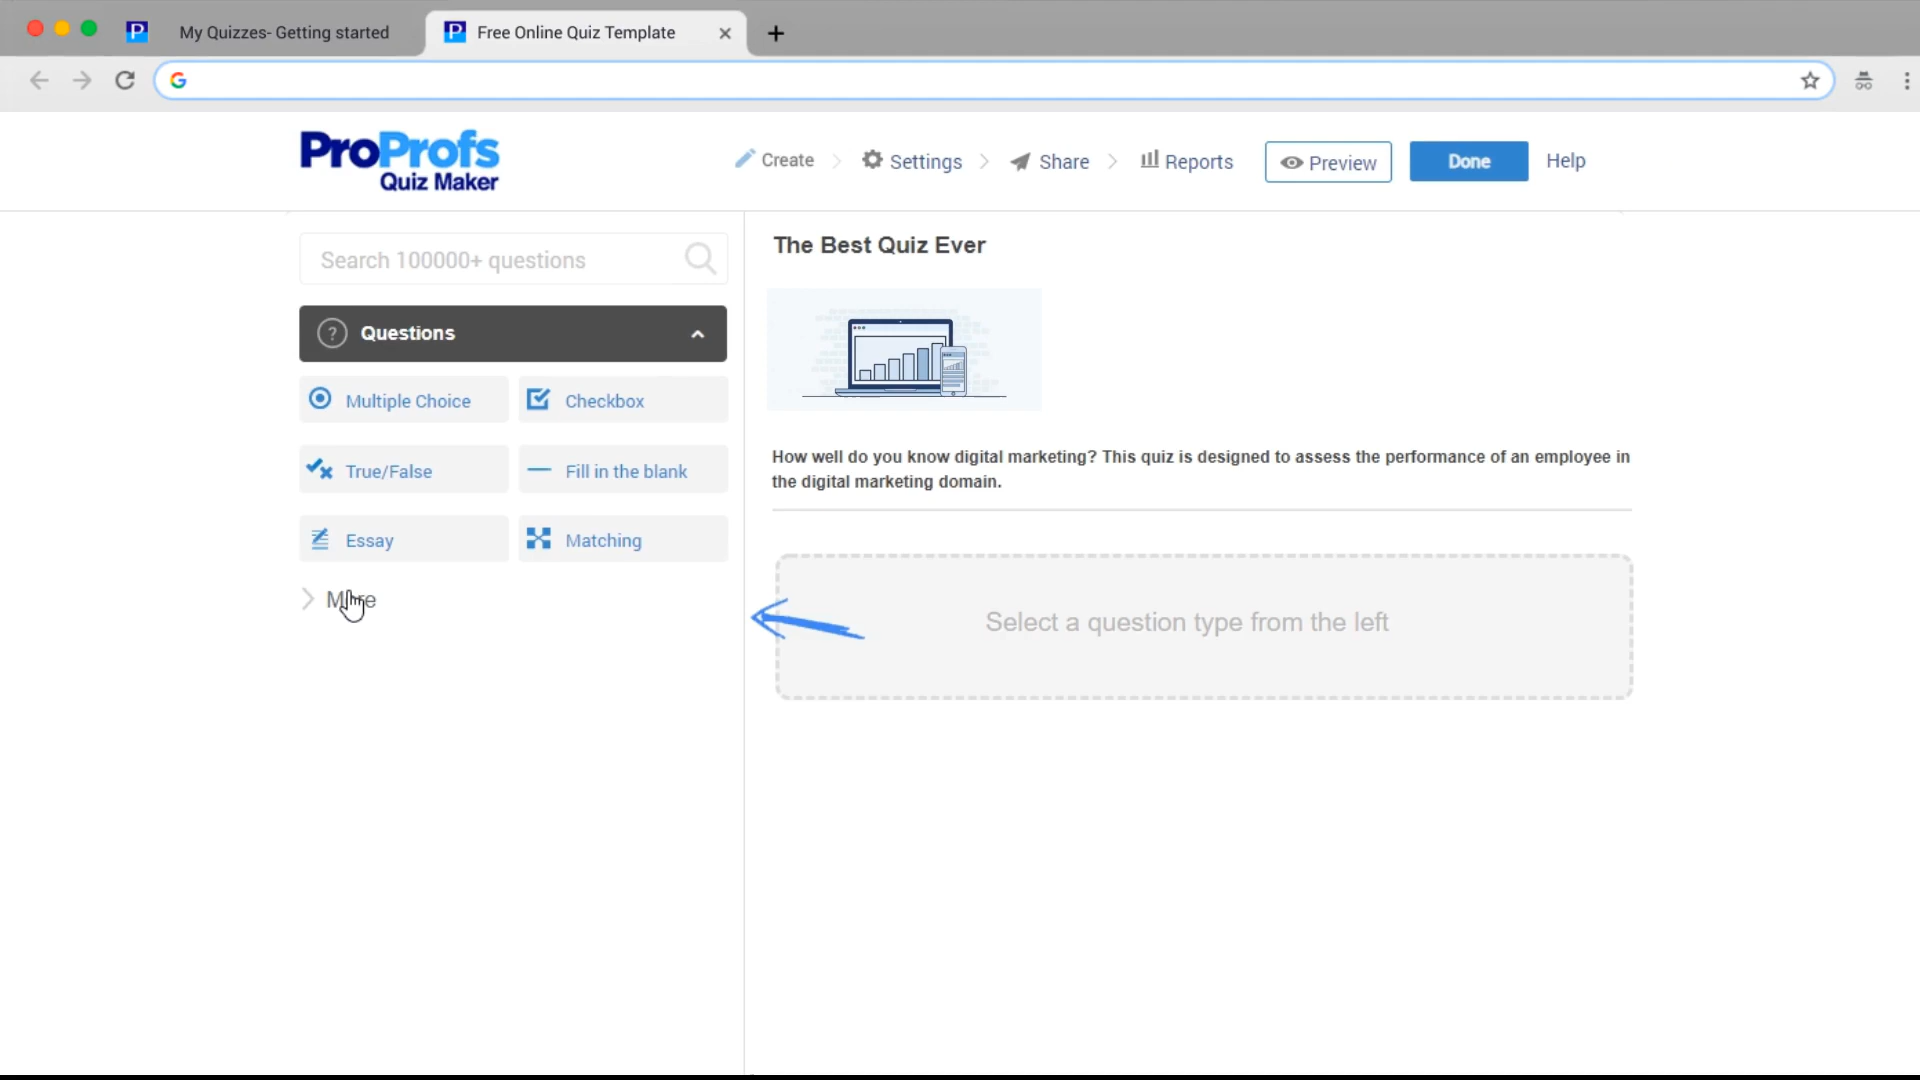 My Quizzes- Getting started
Free Online Quiz Template
ProProfs
Quiz Maker
Create
Settings
Share
Reports
Preview
Done
Help
Search 100000+ questions
Questions
Multiple Choice
Checkbox
True/False
Fill in the blank
Essay
Matching
More
The Best Quiz Ever
How well do you know digital marketing? This quiz is designed to assess the performance of an employee in
the digital marketing domain.
Select a question type from the left